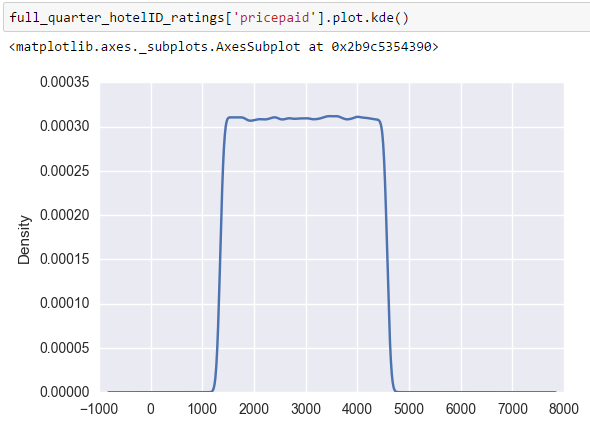 full_quarter_hotelID_ratings['pricepaid'].plot.kde()
<matplotlib.axes._subplots.AxesSubplot at 0x2b9c5354390>
0.00035
0.00030
0.00025
0.00020
0.00015
0.00010
0.00005
0.00000
Density
−1000 0 1000 2000 3000 4000 5000 6000 7000 8000